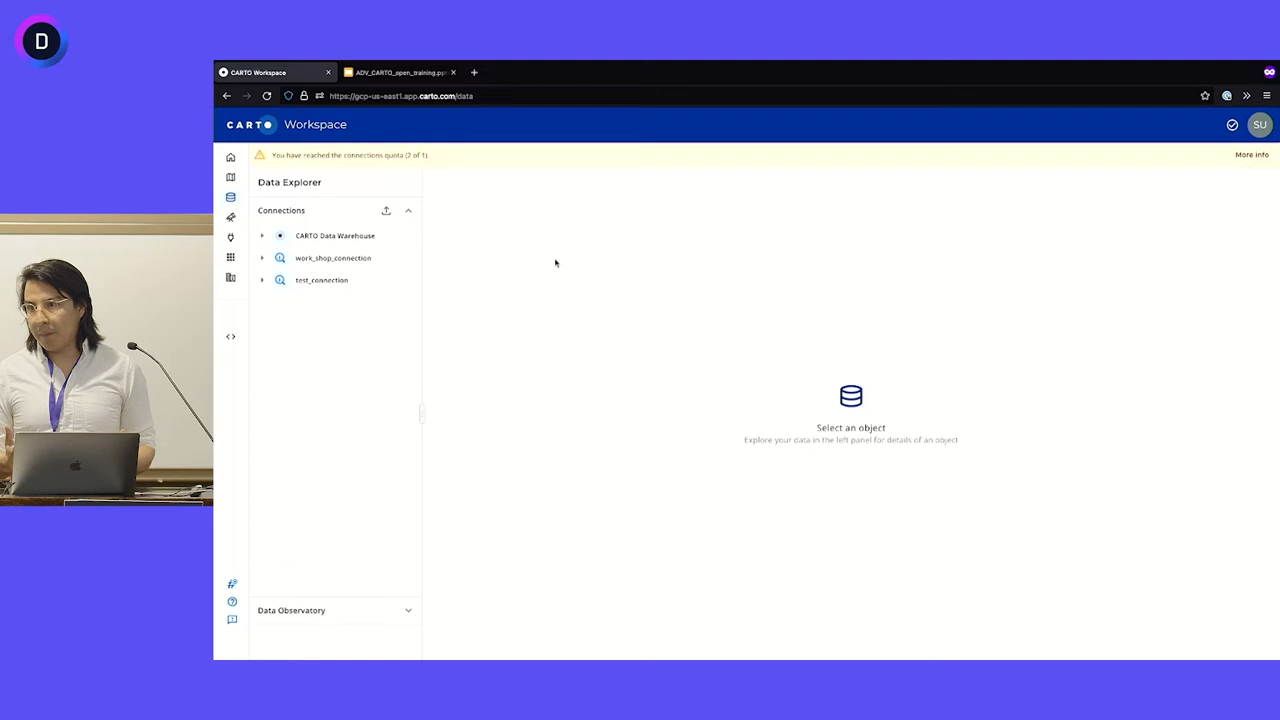 D
CARTO Workspace
ADV_CARTO_open_training.ppt
https://gcp-us-east1.app.carto.com/data
CARTO Workspace
SU
You have reached the connections quota (2 of 1).
More info
Data Explorer
Connections
CARTO Data Warehouse
work_shop_connection
test_connection
Select an object
Explore your data in the left panel for details of an object
Data Observatory